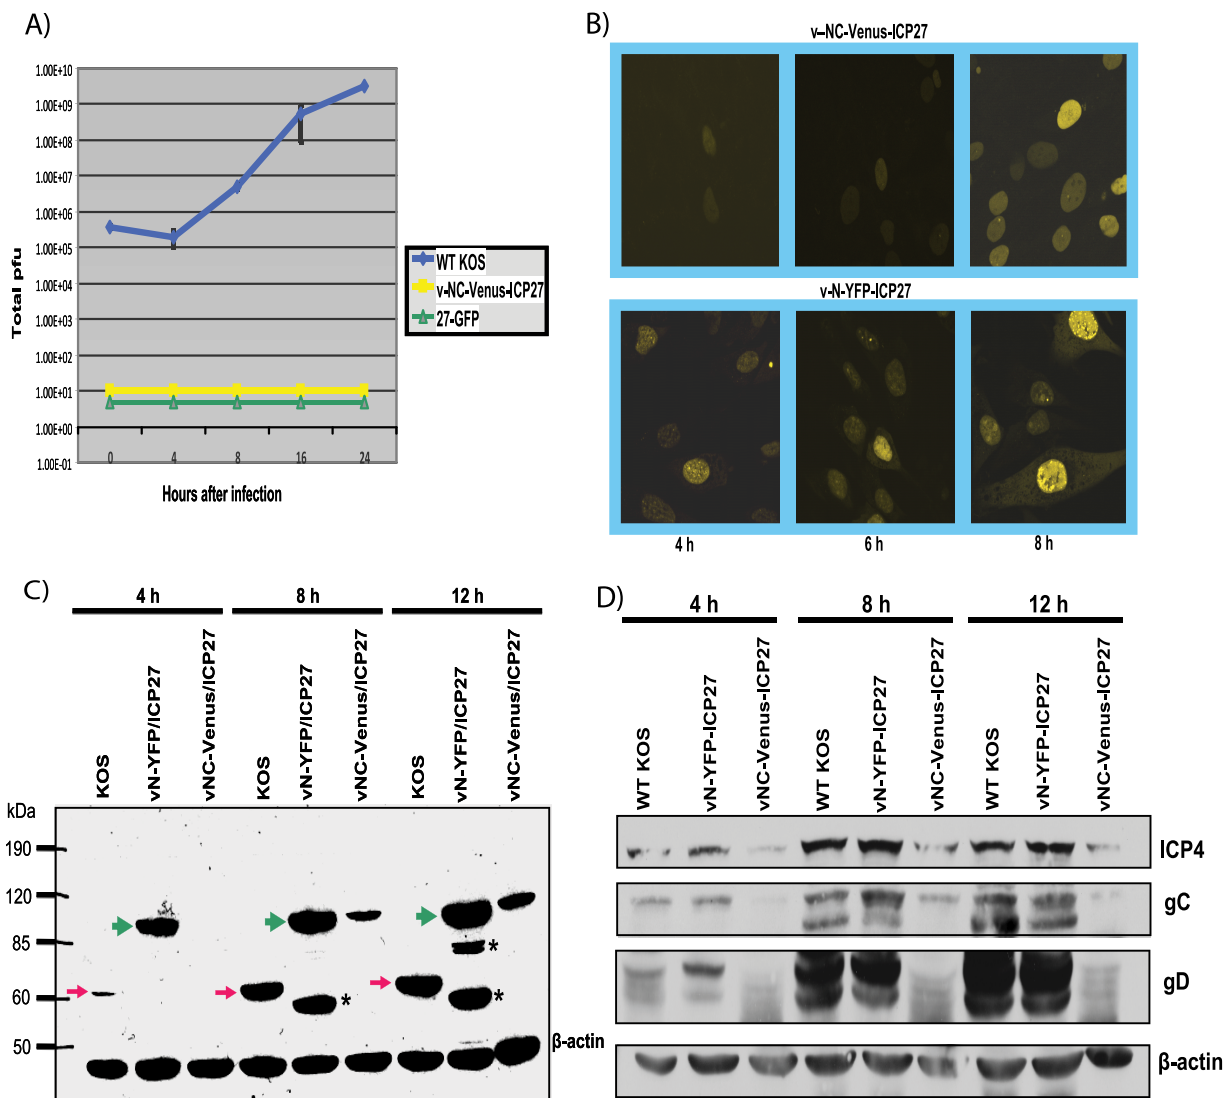 A)
1.00E+10
1.00E+09
1.00E+08
1.00E+07
1.00E+06
1.00E+05
1.00E+04
1.00E+03
1.00E+02
1.00E+01
1.00E+00
1.00E-01
Total pfu
0 4 8 16 24
Hours after infection
WT KOS
v-NC-Venus-ICP27
27-GFP
B)
v–NC-Venus-ICP27
v-N-YFP-ICP27
4 h 6 h 8 h
C)
4 h 8 h 12 h
KOS
vN-YFP/ICP27
vNC-Venus/ICP27
KOS
vN-YFP/ICP27
vNC-Venus/ICP27
KOS
vN-YFP/ICP27
vNC-Venus/ICP27
kDa
190
120
85
60
50
*
*
*
β-actin
D)
4 h 8 h 12 h
WT KOS
vN-YFP-ICP27
vNC-Venus-ICP27
WT KOS
vN-YFP-ICP27
vNC-Venus-ICP27
WT KOS
vN-YFP-ICP27
vNC-Venus-ICP27
ICP4
gC
gD
β-actin